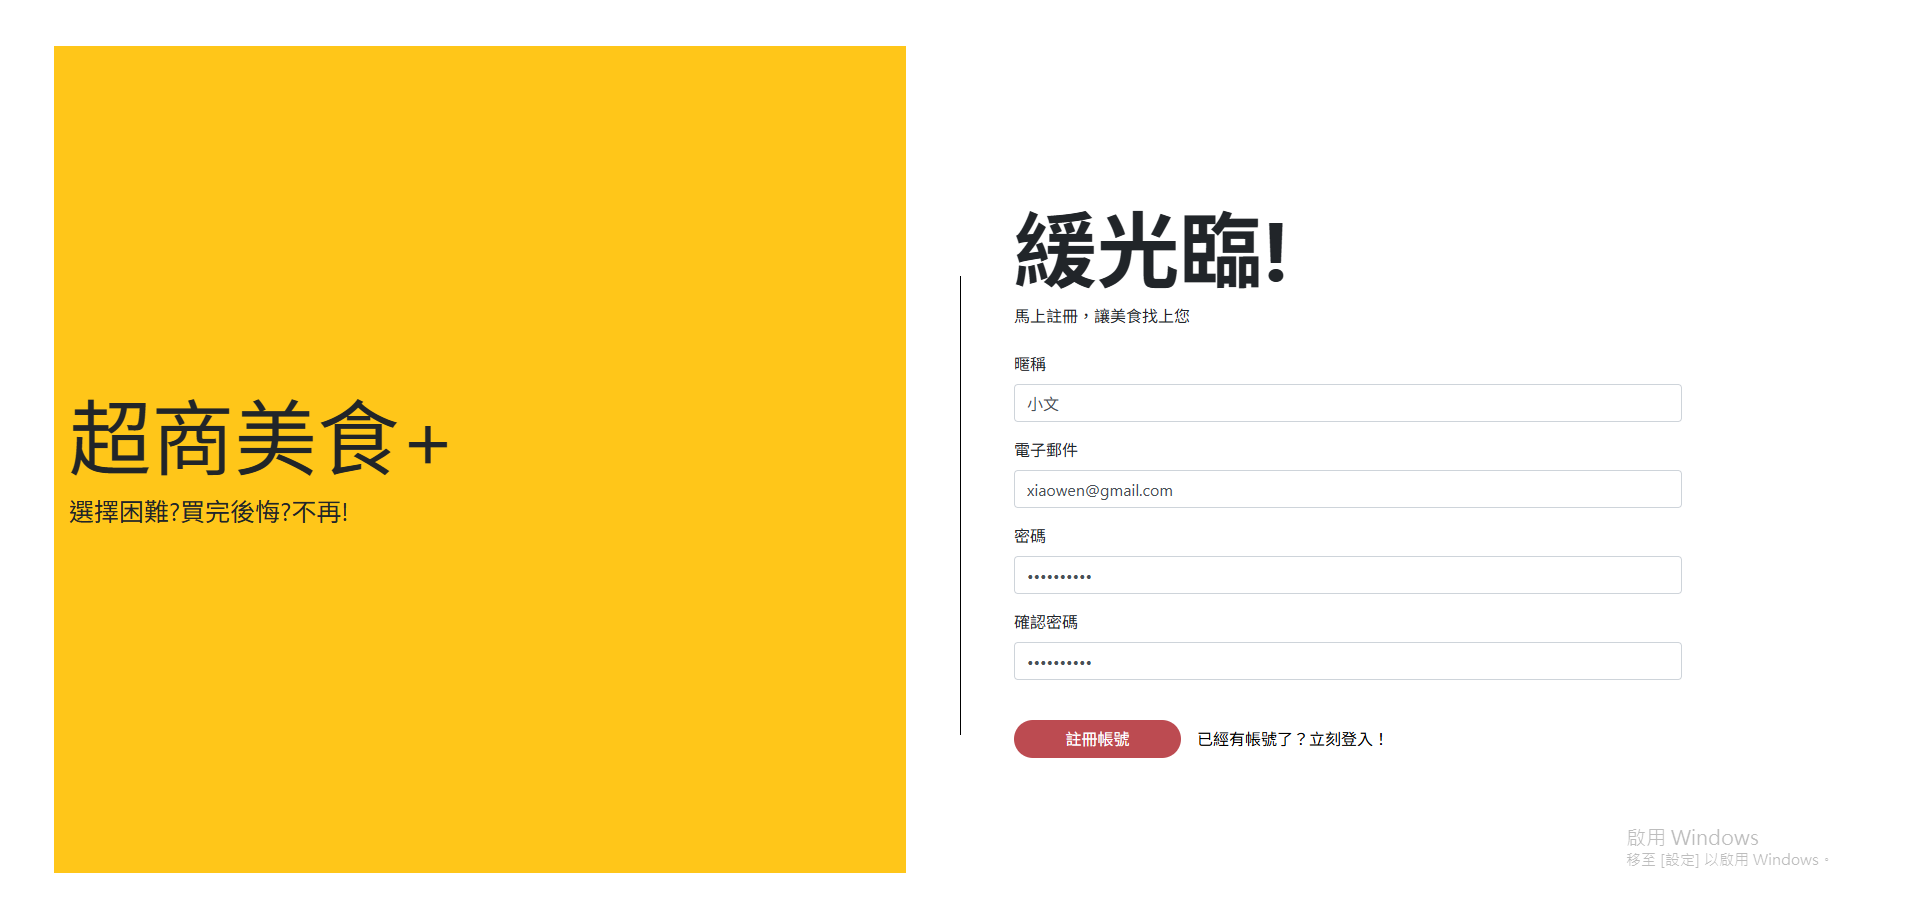 超商美食+
選擇困難?買完後悔?不再!
緩光臨!
馬上註冊，讓美食找上您
暱稱
小文
電子郵件
xiaowen@gmail.com
密碼
••••••••••
確認密碼
••••••••••
註冊帳號
已經有帳號了？立刻登入！
啟用 Windows
移至 [設定] 以啟用 Windows。